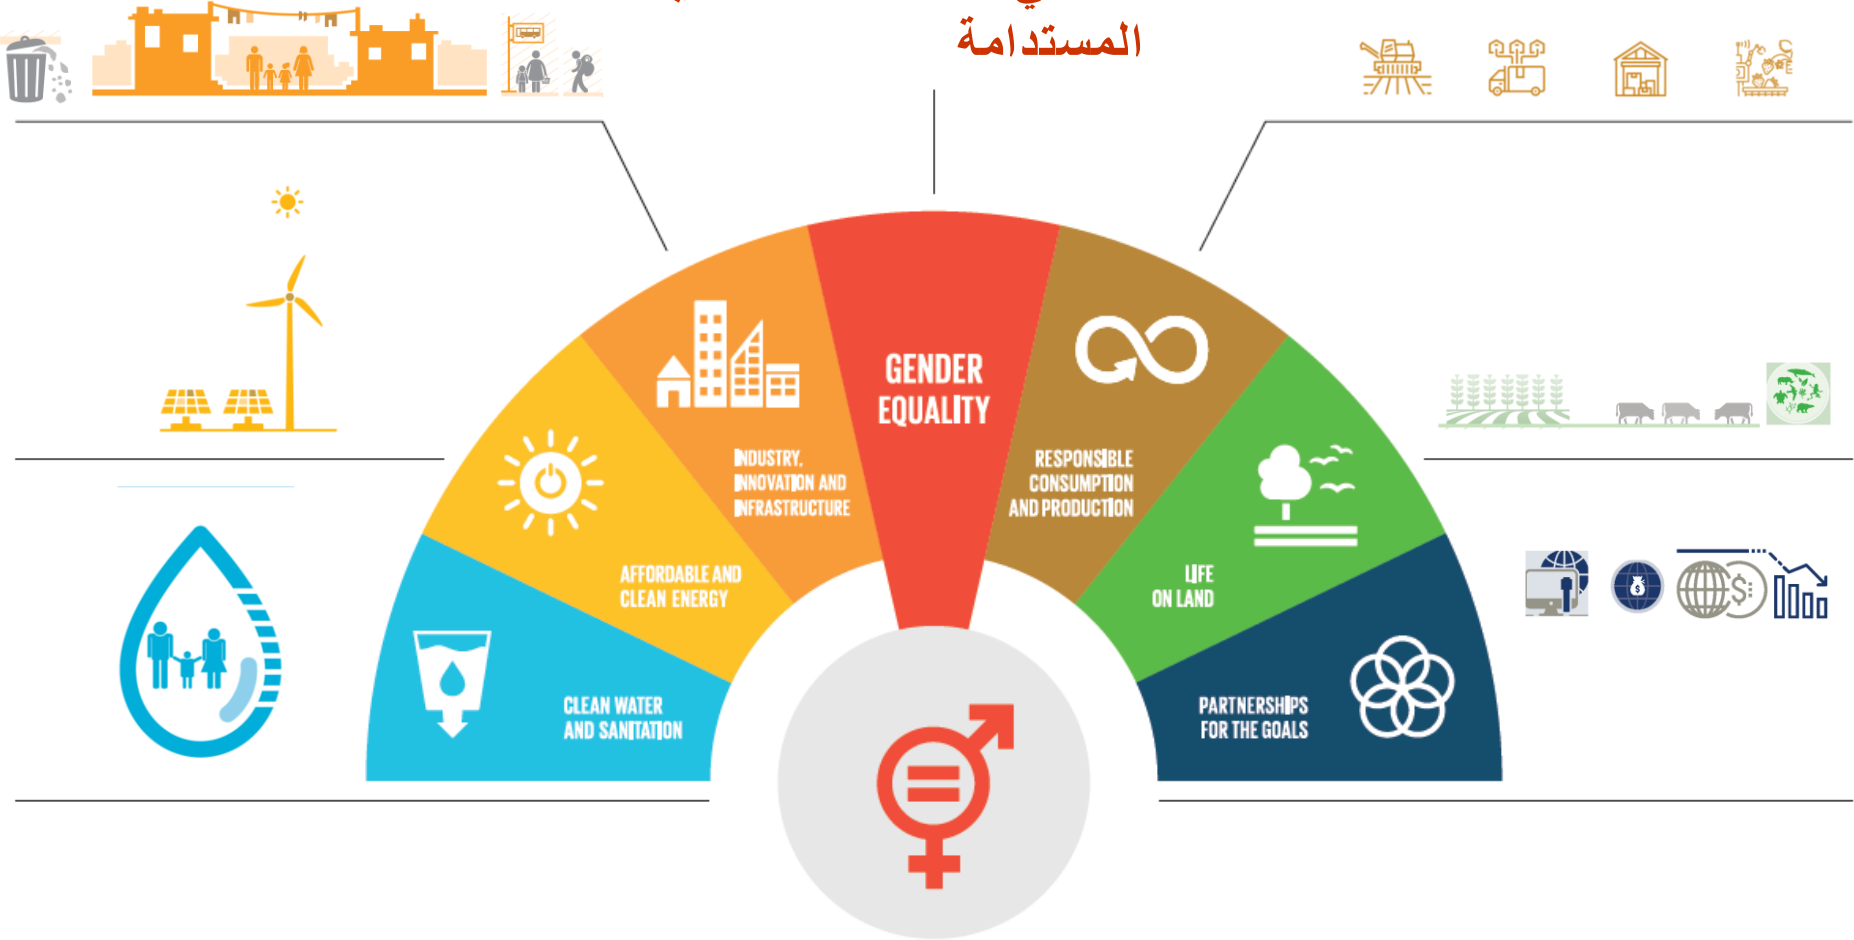 المستدامة
GENDER
EQUALITY
INDUSTRY,
INNOVATION AND
INFRASTRUCTURE
RESPONSIBLE
CONSUMPTION
AND PRODUCTION
AFFORDABLE AND
CLEAN ENERGY
LIFE
ON LAND
CLEAN WATER
AND SANITATION
PARTNERSHIPS
FOR THE GOALS